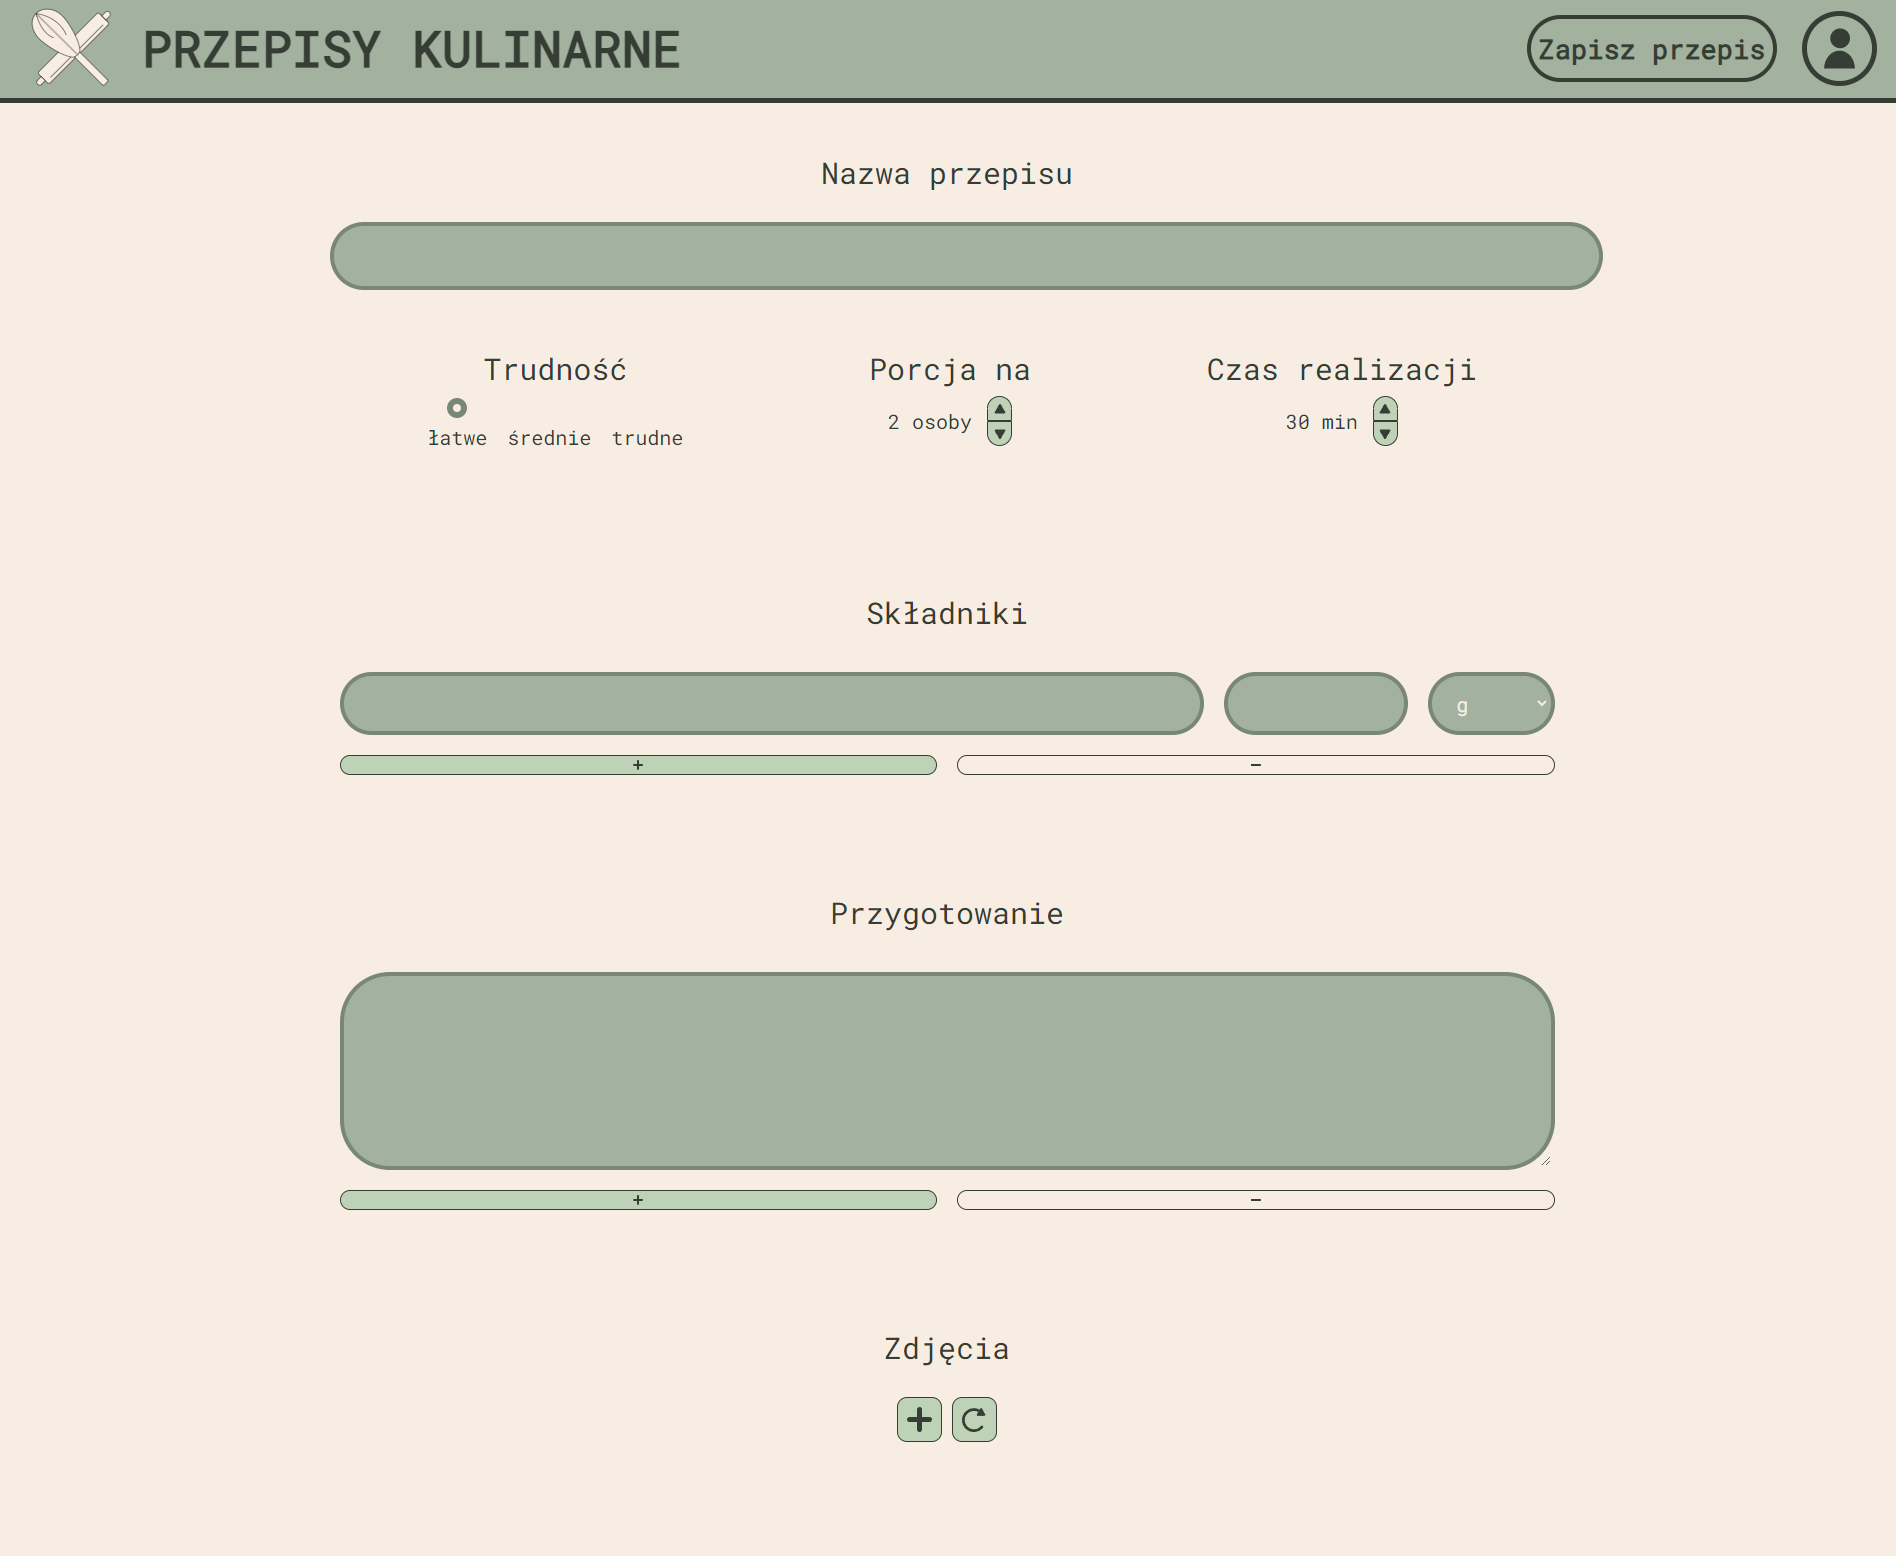 PRZEPISY KULINARNE
Zapisz przepis
Nazwa przepisu
Trudność
Porcja na
Czas realizacji
łatwe średnie trudne
2 osoby
30 min
Składniki
g
+
−
Przygotowanie
+
−
Zdjęcia